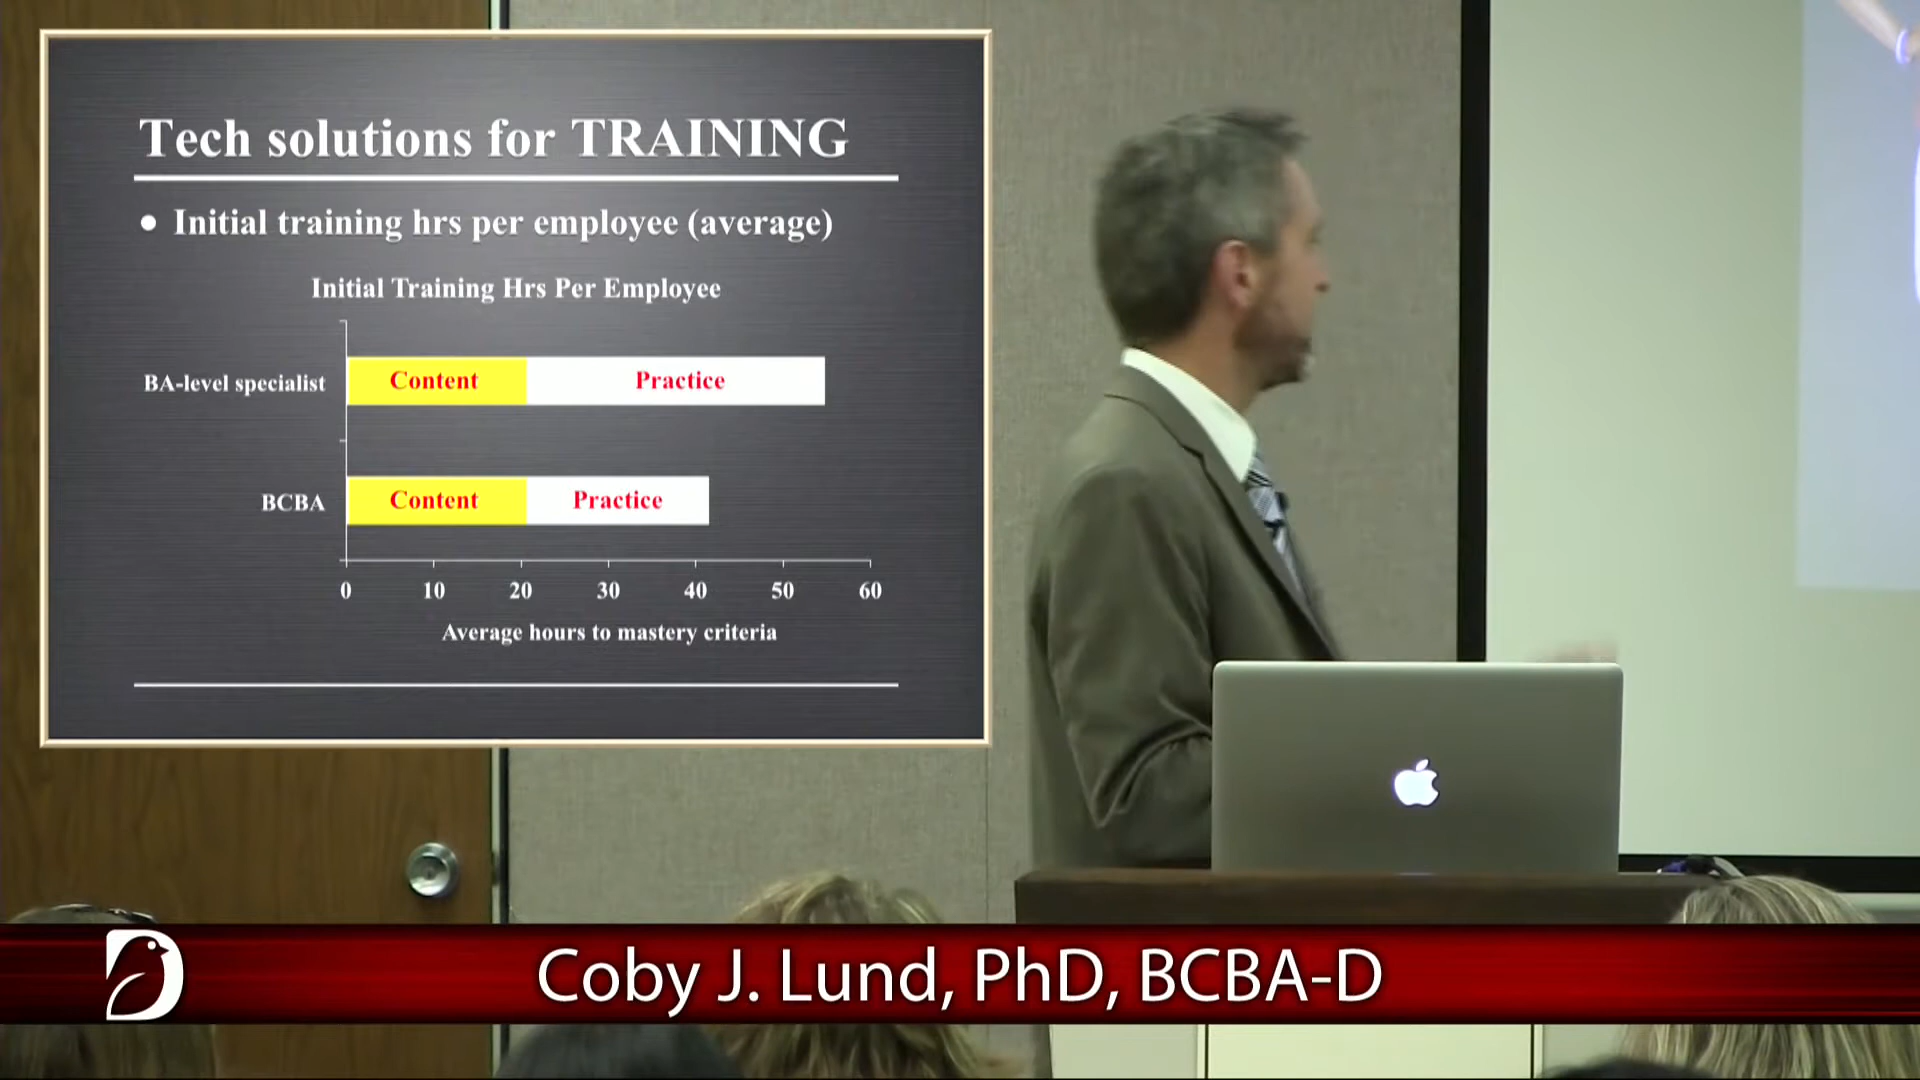 Tech solutions for TRAINING
• Initial training hrs per employee (average)
Initial Training Hrs Per Employee
BA-level specialist
Content
Practice
BCBA
Content
Practice
0 10 20 30 40 50 60
Average hours to mastery criteria
Coby J. Lund, PhD, BCBA-D